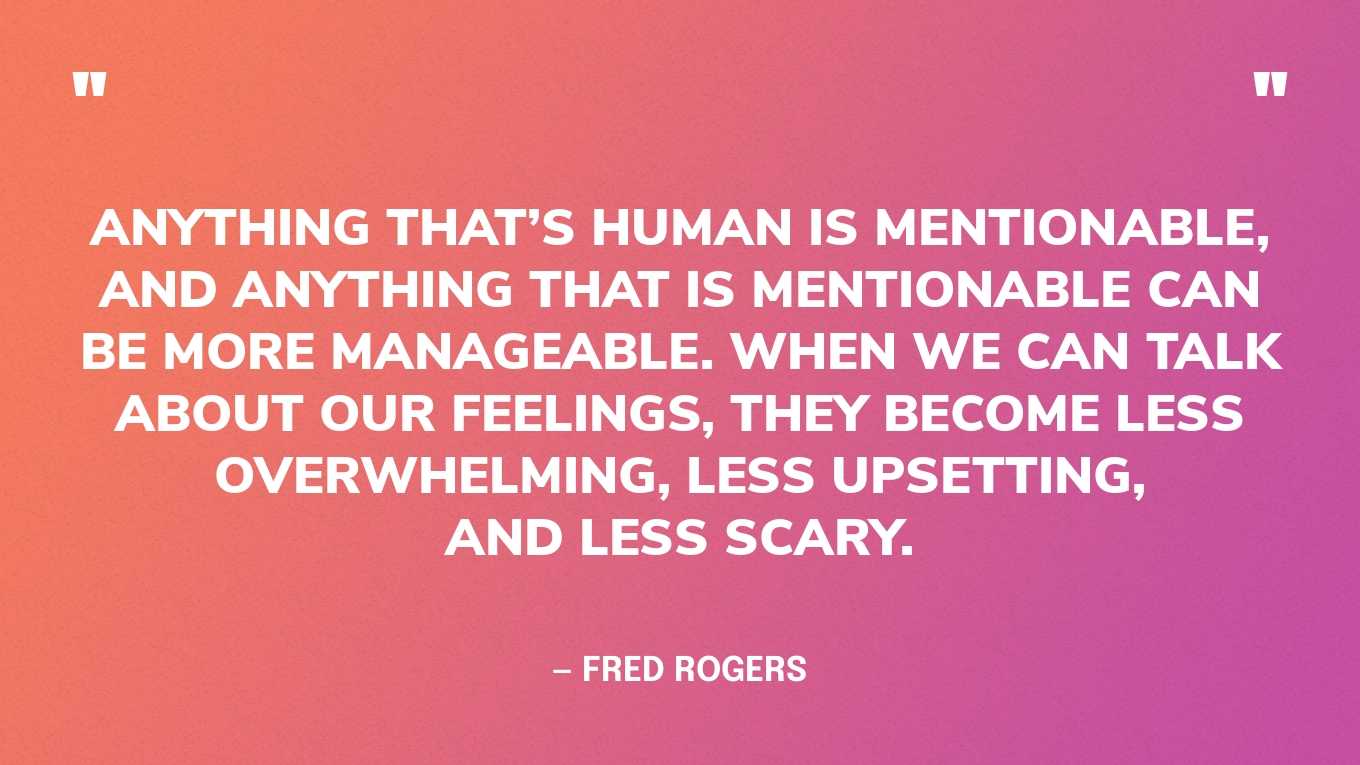 " "
ANYTHING THAT’S HUMAN IS MENTIONABLE,
AND ANYTHING THAT IS MENTIONABLE CAN
BE MORE MANAGEABLE. WHEN WE CAN TALK
ABOUT OUR FEELINGS, THEY BECOME LESS
OVERWHELMING, LESS UPSETTING,
AND LESS SCARY.
– FRED ROGERS